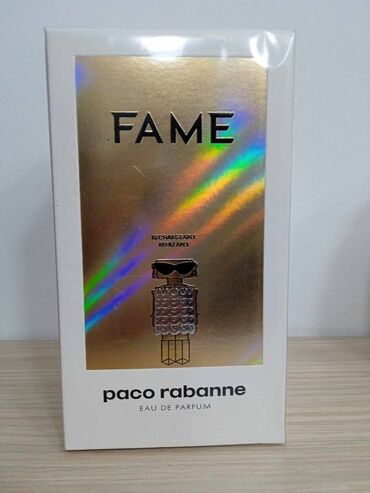 FAME
RECHARGEABLE
REFILLABLE
paco rabanne
EAU DE PARFUM